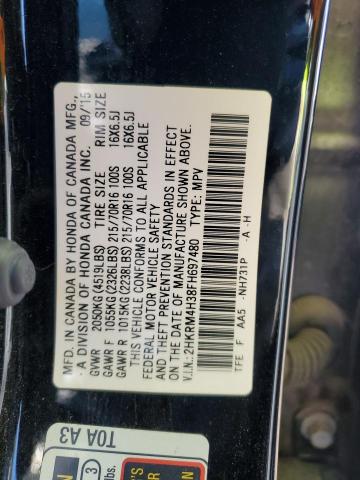 MFD. IN CANADA BY HONDA OF CANADA MFG.,
A DIVISION OF HONDA CANADA INC. 09/15
GVWR 2050KG(4519LBS) TIRE SIZE RIM SIZE
GAWR F 1055KG(2326LBS) 215/70R16 100S 16X6.5J
GAWR R 1015KG(2238LBS) 215/70R16 100S 16X6.5J
THIS VEHICLE CONFORMS TO ALL APPLICABLE
FEDERAL MOTOR VEHICLE SAFETY
AND THEFT PREVENTION STANDARDS IN EFFECT
ON THE DATE OF MANUFACTURE SHOWN ABOVE.
V.I.N.: 2HKRM4H38FH697480 TYPE: MPV
TFE F AA5 -NH731P -A-H
T0A A3
N
3
lbs.
'S
R
ON